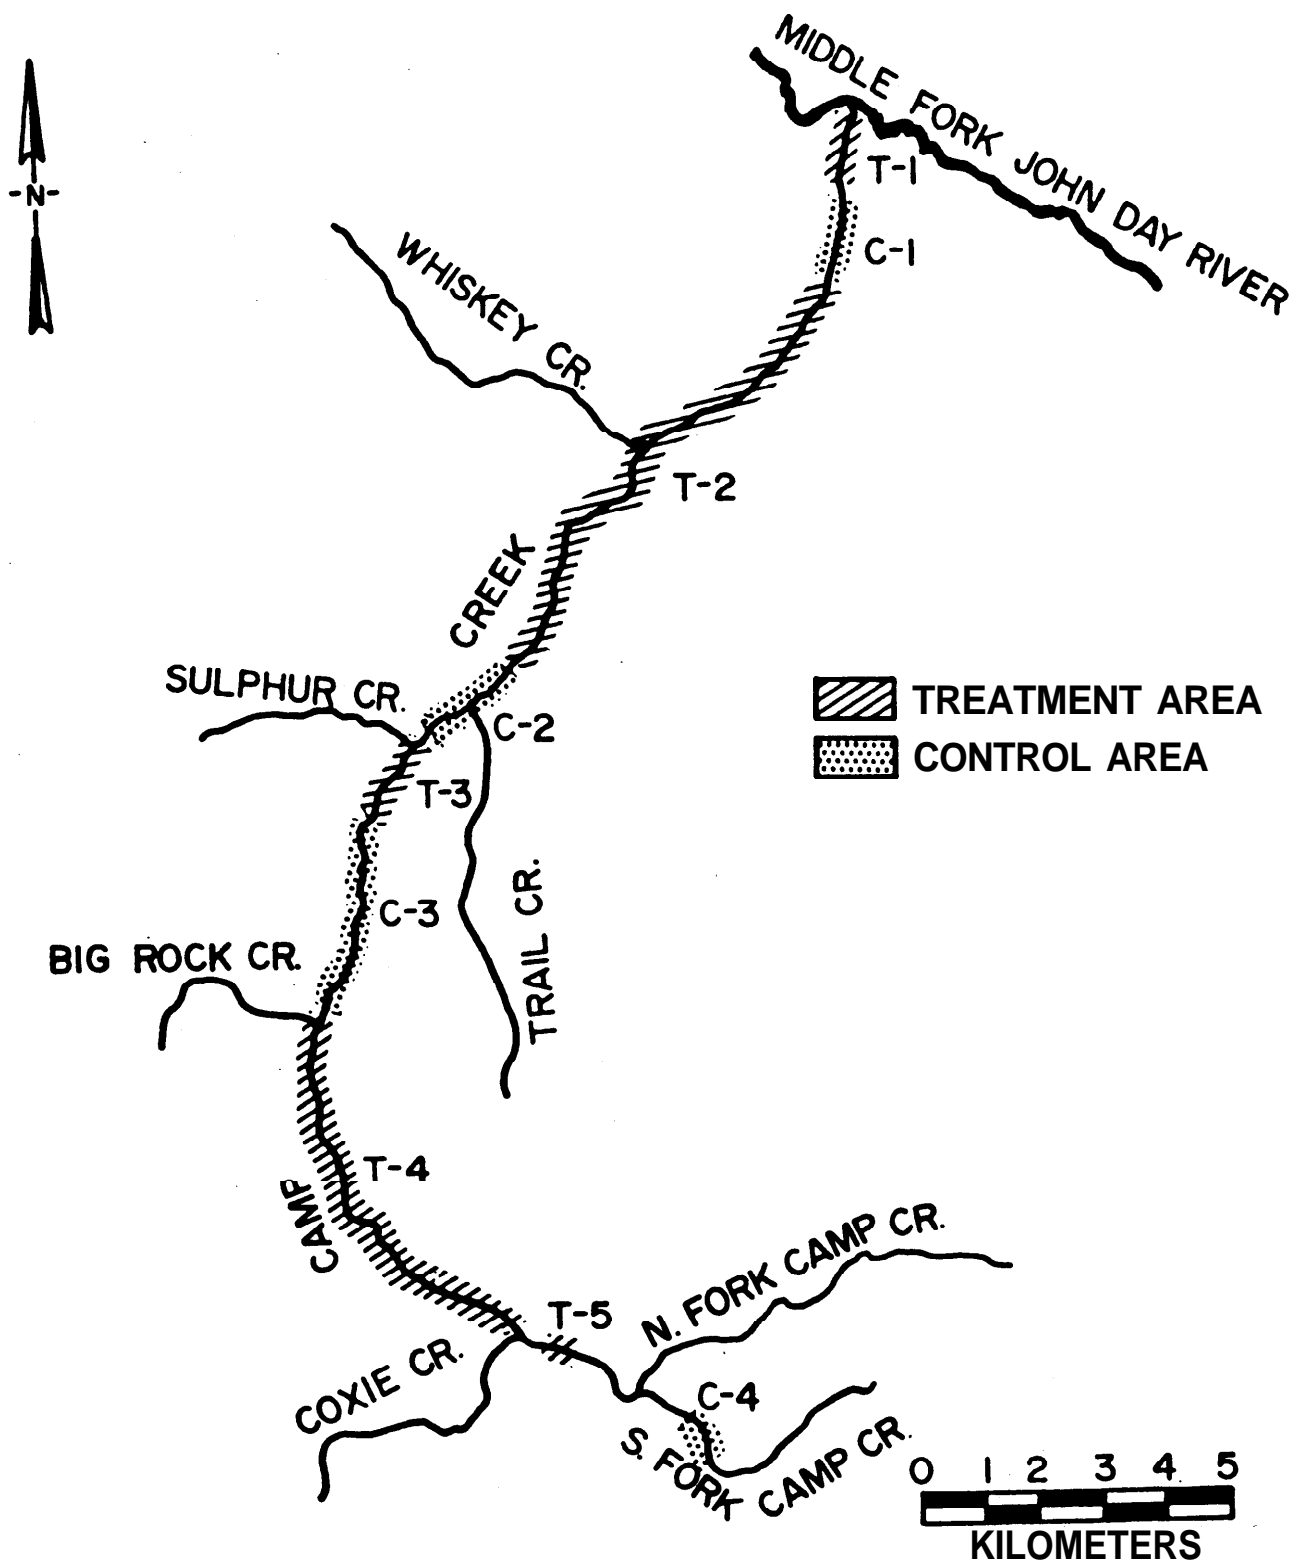 MIDDLE FORK JOHN DAY RIVER
-N-
T-1
C-1
WHISKEY CR.
T-2
CREEK
SULPHUR CR.
TREATMENT AREA
C-2
CONTROL AREA
T-3
C-3
TRAIL CR.
BIG ROCK CR.
T-4
CAMP
N. FORK CAMP CR.
T-5
COXIE CR.
C-4
S. FORK CAMP CR.
0 1 2 3 4 5
KILOMETERS